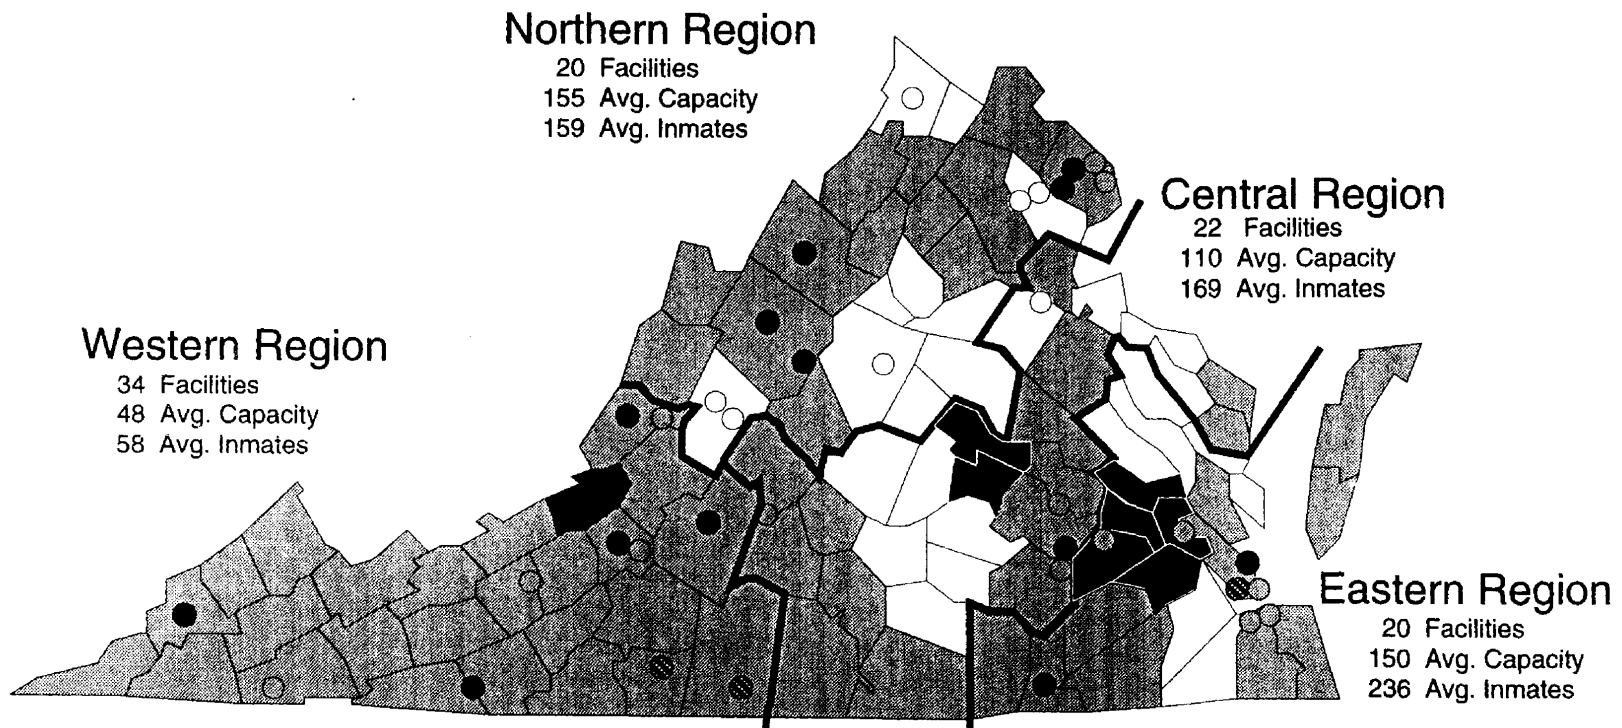 Northern Region
20 Facilities
155 Avg. Capacity
159 Avg. Inmates
Central Region
22 Facilities
110 Avg. Capacity
169 Avg. Inmates
Western Region
34 Facilities
48 Avg. Capacity
58 Avg. Inmates
Eastern Region
20 Facilities
150 Avg. Capacity
236 Avg. Inmates